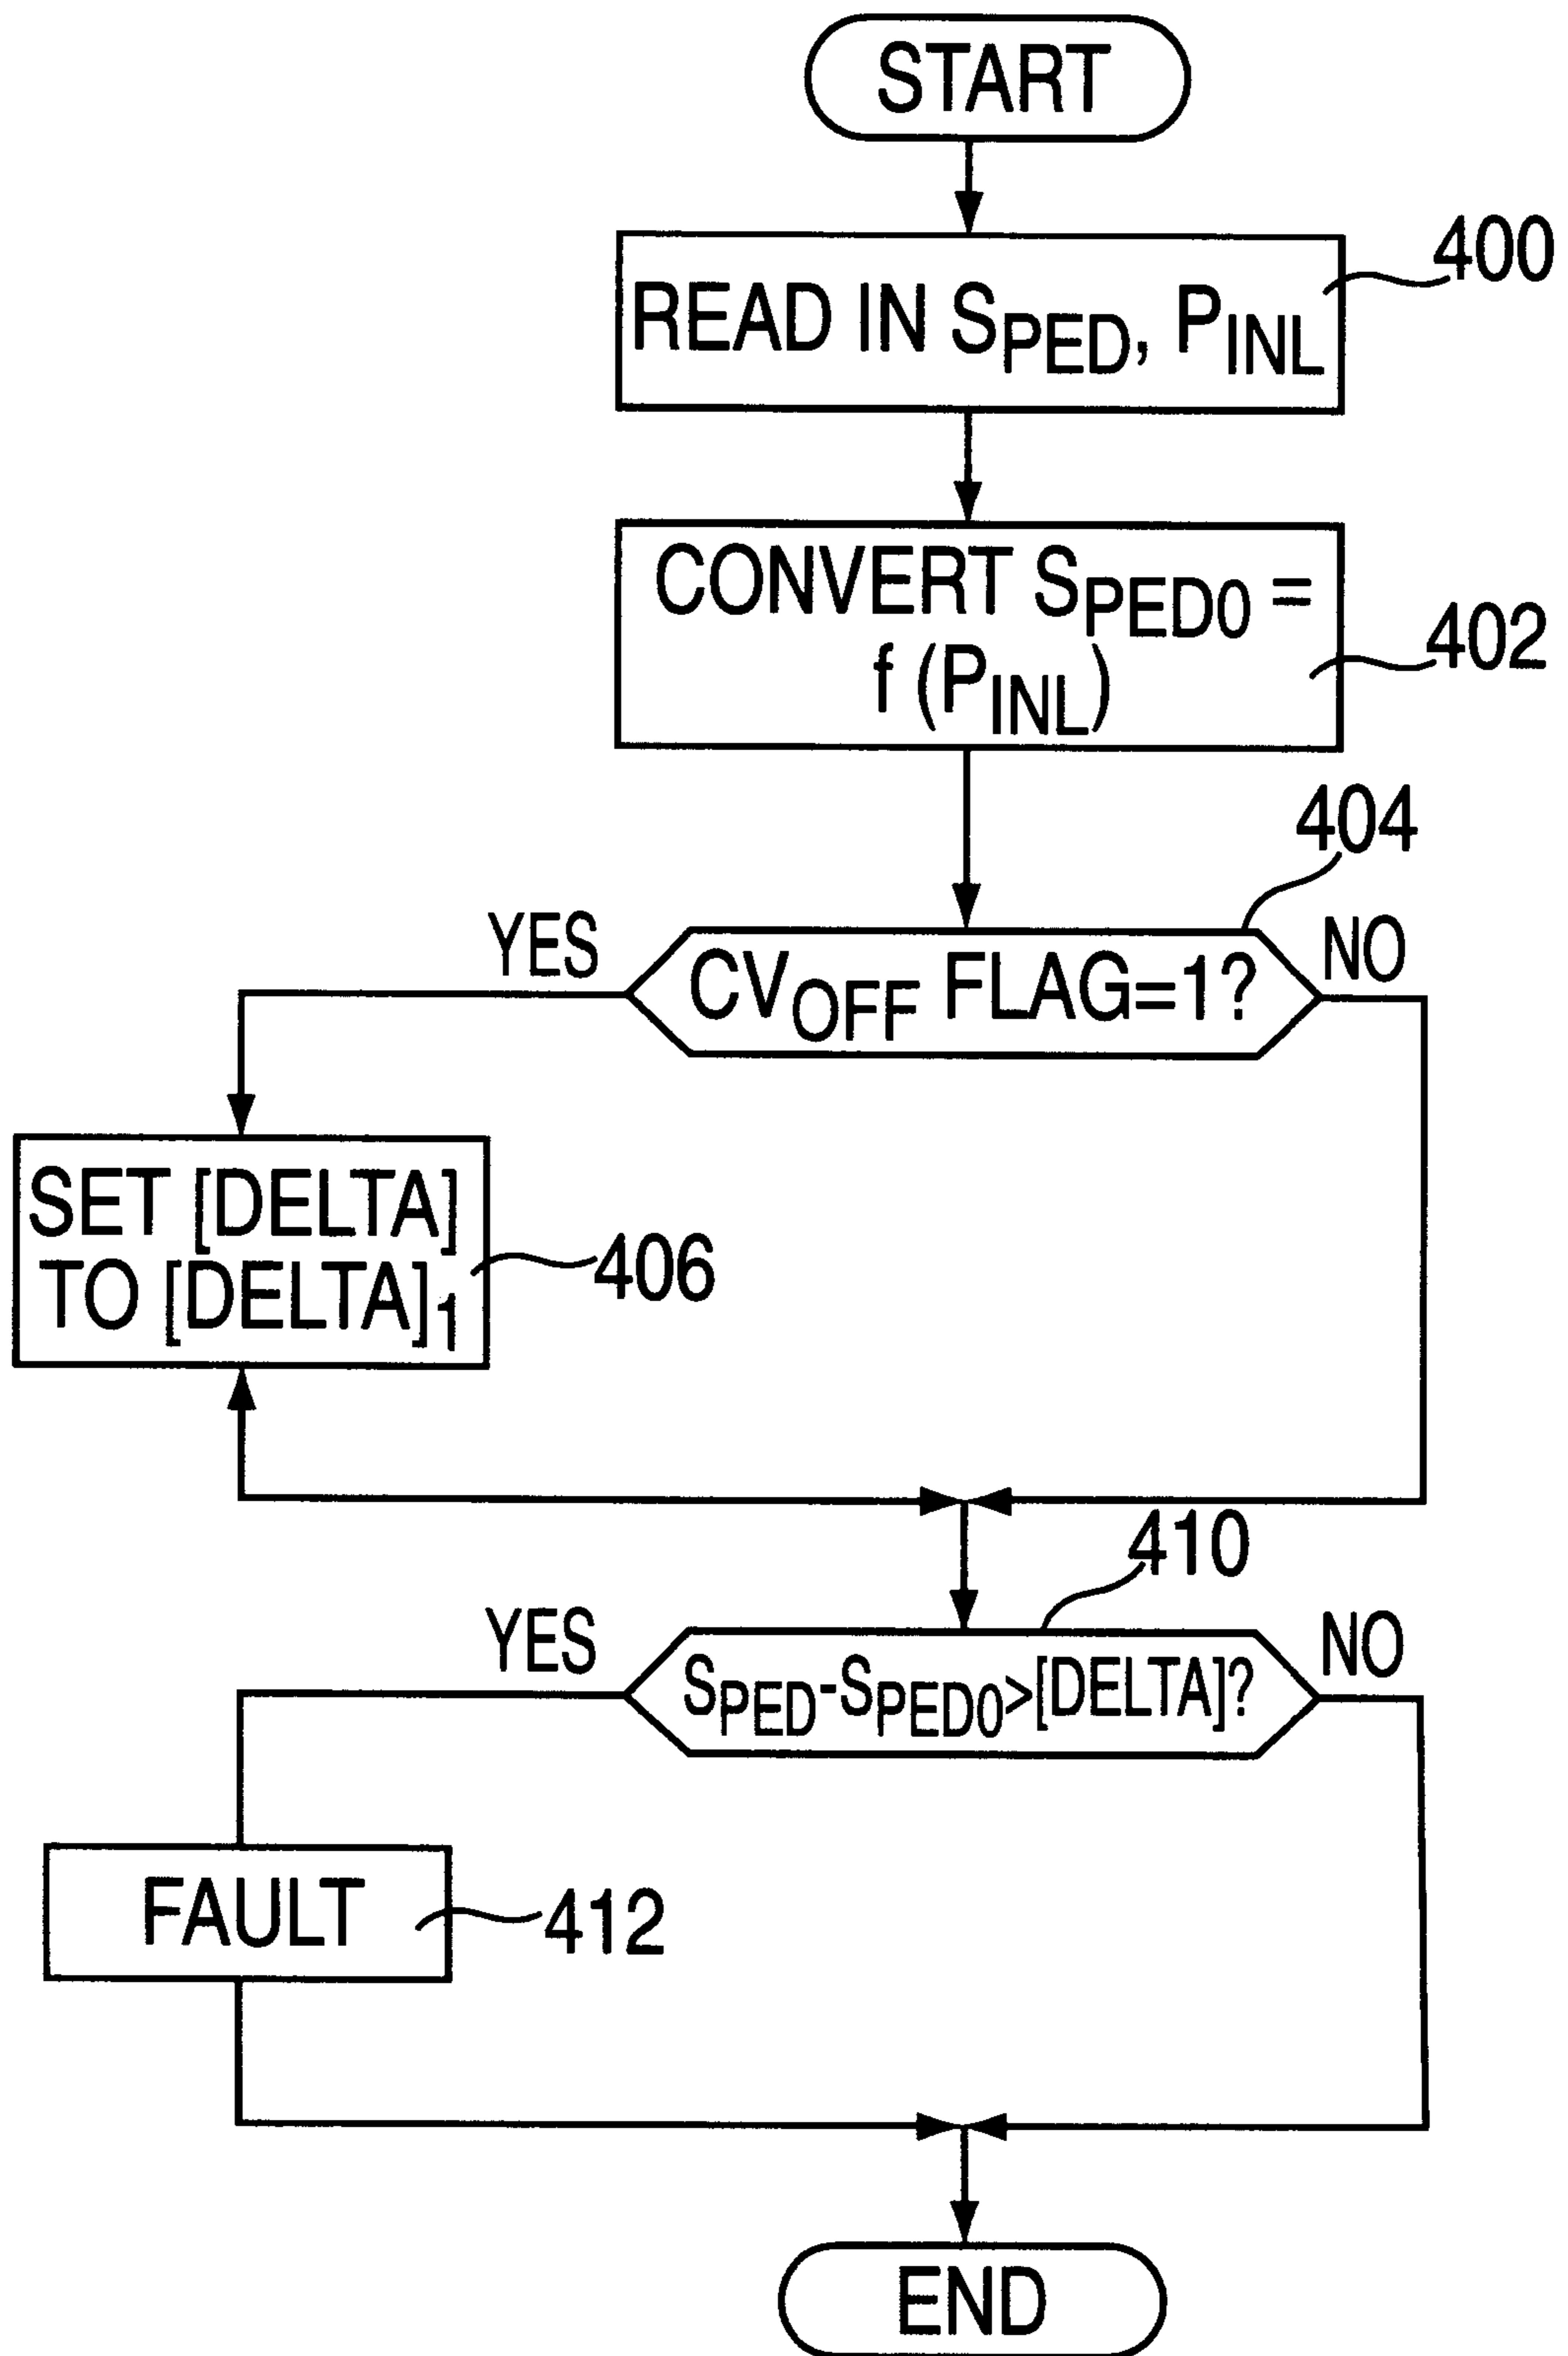 START
400
READ IN SPED, PINL
CONVERT SPED0 =
f (PINL)
402
404
YES
CVOFF FLAG=1?
NO
SET [DELTA]
TO [DELTA]1
406
410
YES
SPED-SPED0>[DELTA]?
NO
FAULT
412
END